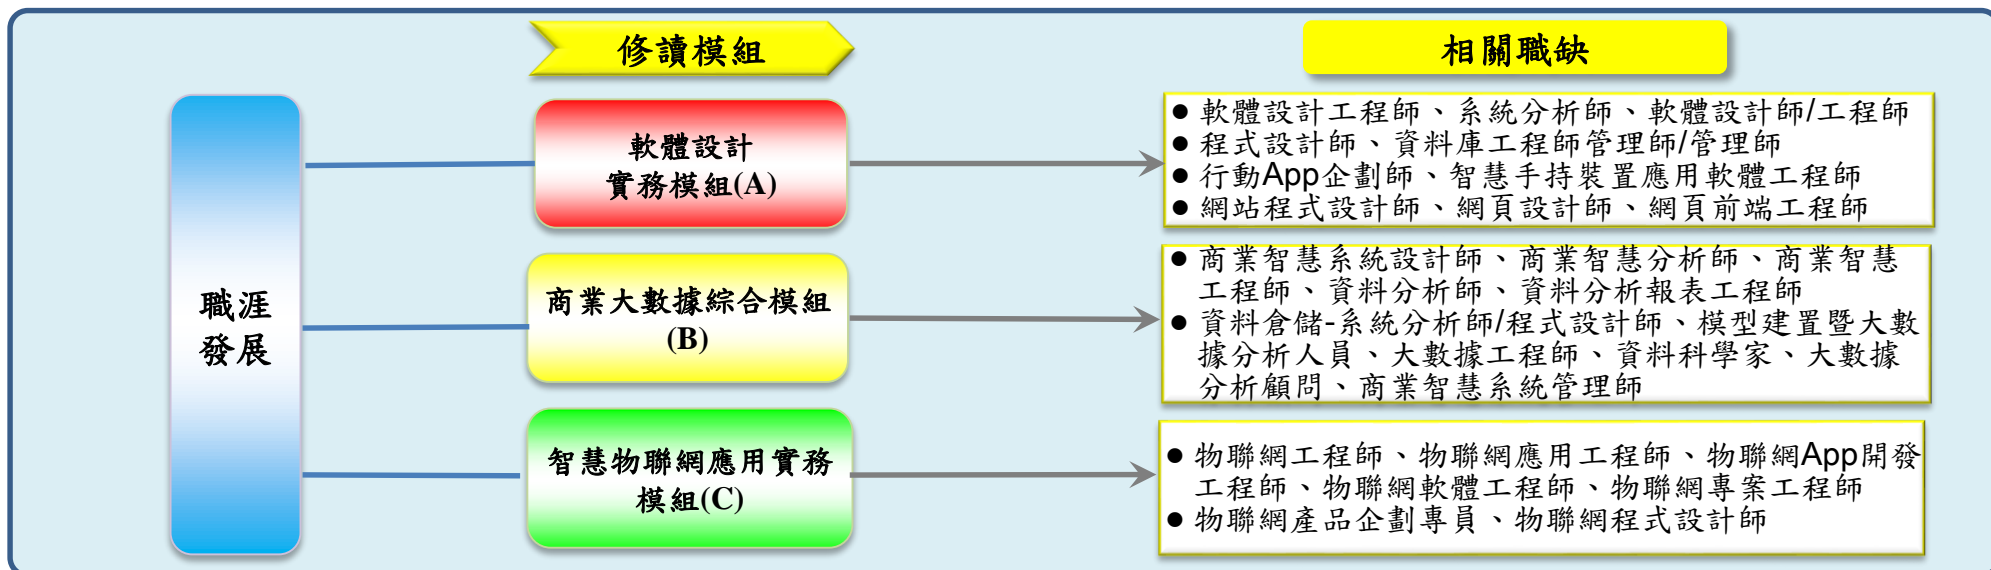 修讀模組
相關職缺
職涯
發展
軟體設計
實務模組(A)
● 軟體設計工程師、系統分析師、軟體設計師/工程師
● 程式設計師、資料庫工程師管理師/管理師
● 行動App企劃師、智慧手持裝置應用軟體工程師
● 網站程式設計師、網頁設計師、網頁前端工程師
商業大數據綜合模組
(B)
● 商業智慧系統設計師、商業智慧分析師、商業智慧
工程師、資料分析師、資料分析報表工程師
● 資料倉儲-系統分析師/程式設計師、模型建置暨大數
據分析人員、大數據工程師、資料科學家、大數據
分析顧問、商業智慧系統管理師
智慧物聯網應用實務
模組(C)
● 物聯網工程師、物聯網應用工程師、物聯網App開發
工程師、物聯網軟體工程師、物聯網專案工程師
● 物聯網產品企劃專員、物聯網程式設計師